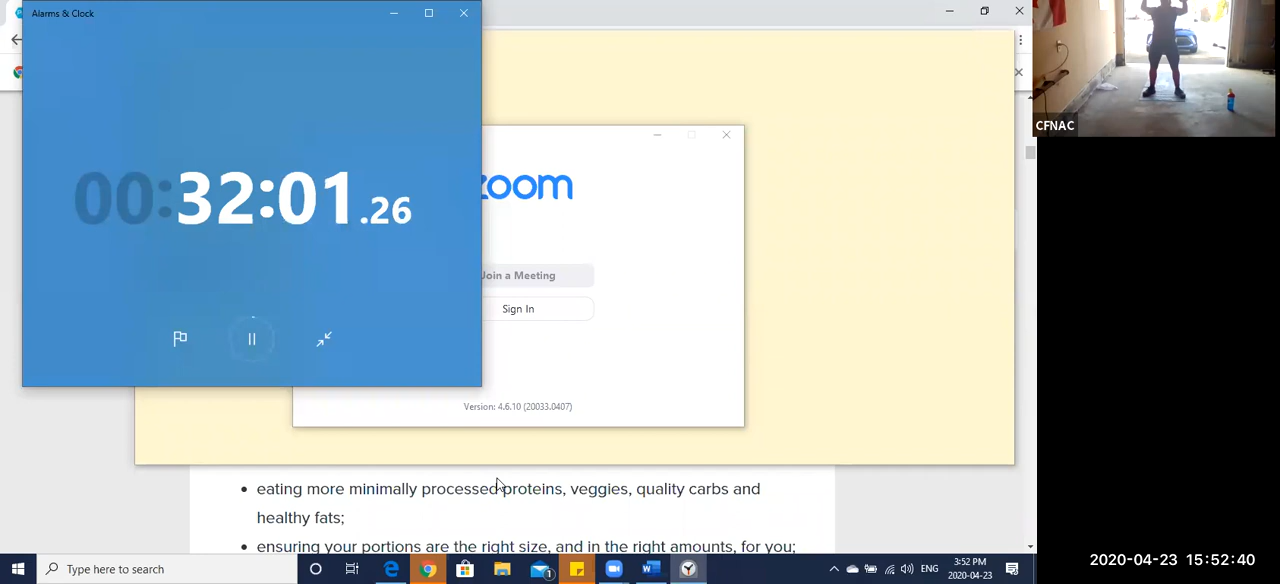 Alarms & Clock
00:32:01.26
zoom
Join a Meeting
Sign In
Version: 4.6.10 (20033.0407)
eating more minimally processed proteins, veggies, quality carbs and
healthy fats;
ensuring your portions are the right size, and in the right amounts, for you;
CFNAC
Type here to search
ENG
3:52 PM
2020-04-23
2020-04-23 15:52:40